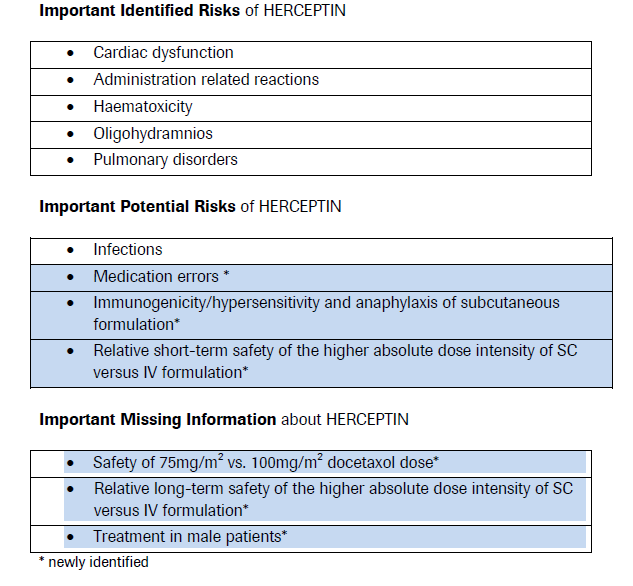 Important Identified Risks of HERCEPTIN
• Cardiac dysfunction
• Administration related reactions
• Haematoxicity
• Oligohydramnios
• Pulmonary disorders
Important Potential Risks of HERCEPTIN
• Infections
• Medication errors *
• Immunogenicity/hypersensitivity and anaphylaxis of subcutaneous
formulation*
• Relative short-term safety of the higher absolute dose intensity of SC
versus IV formulation*
Important Missing Information about HERCEPTIN
• Safety of 75mg/m² vs. 100mg/m² docetaxol dose*
• Relative long-term safety of the higher absolute dose intensity of SC
versus IV formulation*
• Treatment in male patients*
* newly identified